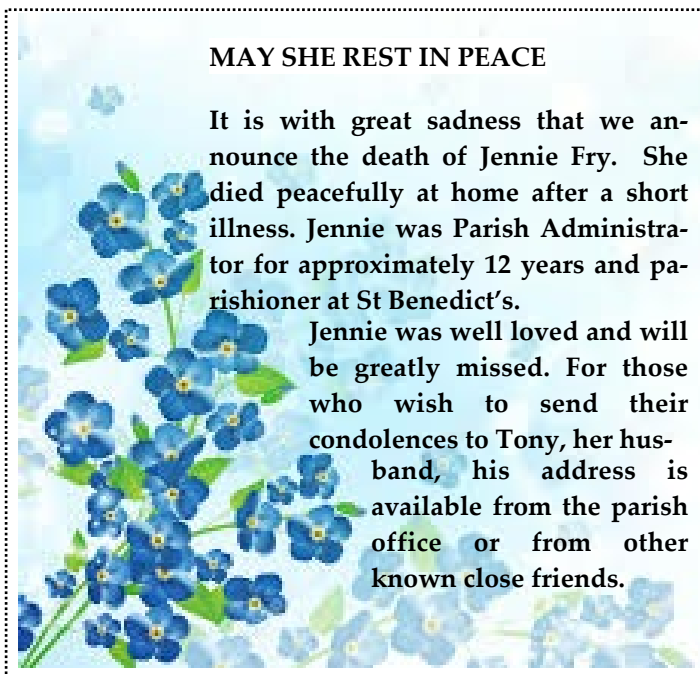 MAY SHE REST IN PEACE
It is with great sadness that we an-
nounce the death of Jennie Fry. She
died peacefully at home after a short
illness. Jennie was Parish Administra-
tor for approximately 12 years and pa-
rishioner at St Benedict's.
Jennie was well loved and will
be greatly missed. For those
who wish to send their
condolences to Tony, her hus-
band, his address is
available from the parish
office or from other
known close friends.